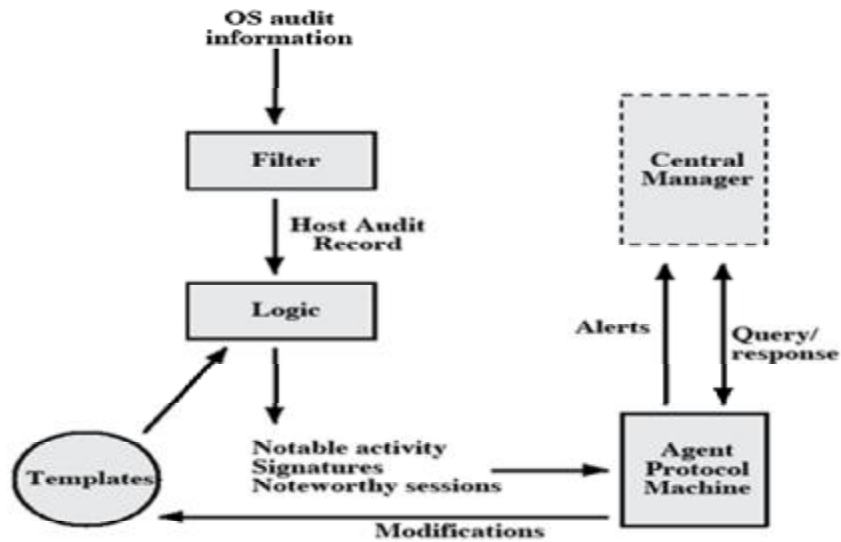 OS audit
information
Filter
Central
Manager
Host Audit
Record
Logic
Alerts
Query/
response
Notable activity
Signatures
Noteworthy sessions
Templates
Agent
Protocol
Machine
Modifications